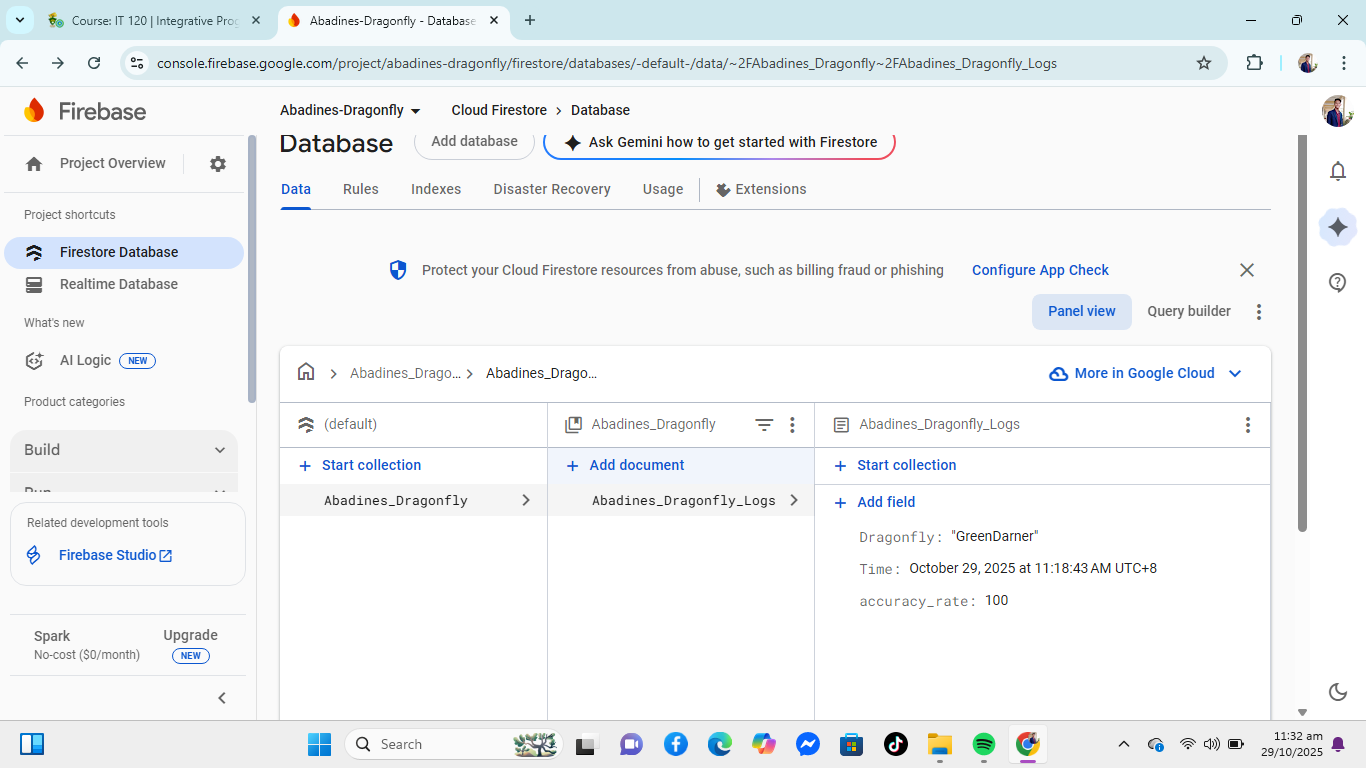 Course: IT 120 | Integrative Prog
Abadines-Dragonfly - Database
console.firebase.google.com/project/abadines-dragonfly/firestore/databases/-default-/data/~2FAbadines_Dragonfly~2FAbadines_Dragonfly_Logs
Firebase
Abadines-Dragonfly
Cloud Firestore > Database
Database
Add database
Ask Gemini how to get started with Firestore
Project Overview
Data
Rules
Indexes
Disaster Recovery
Usage
Extensions
Project shortcuts
Firestore Database
Realtime Database
What's new
AI Logic NEW
Product categories
Build
Run
Related development tools
Firebase Studio
Spark
No-cost ($0/month)
Upgrade
NEW
Protect your Cloud Firestore resources from abuse, such as billing fraud or phishing
Configure App Check
Panel view
Query builder
Abadines_Drago... > Abadines_Drago...
More in Google Cloud
(default)
Abadines_Dragonfly
Abadines_Dragonfly_Logs
+ Start collection
+ Add document
+ Start collection
Abadines_Dragonfly
Abadines_Dragonfly_Logs
+ Add field
Dragonfly: "GreenDarner"
Time: October 29, 2025 at 11:18:43 AM UTC+8
accuracy_rate: 100
Search
11:32 am
29/10/2025